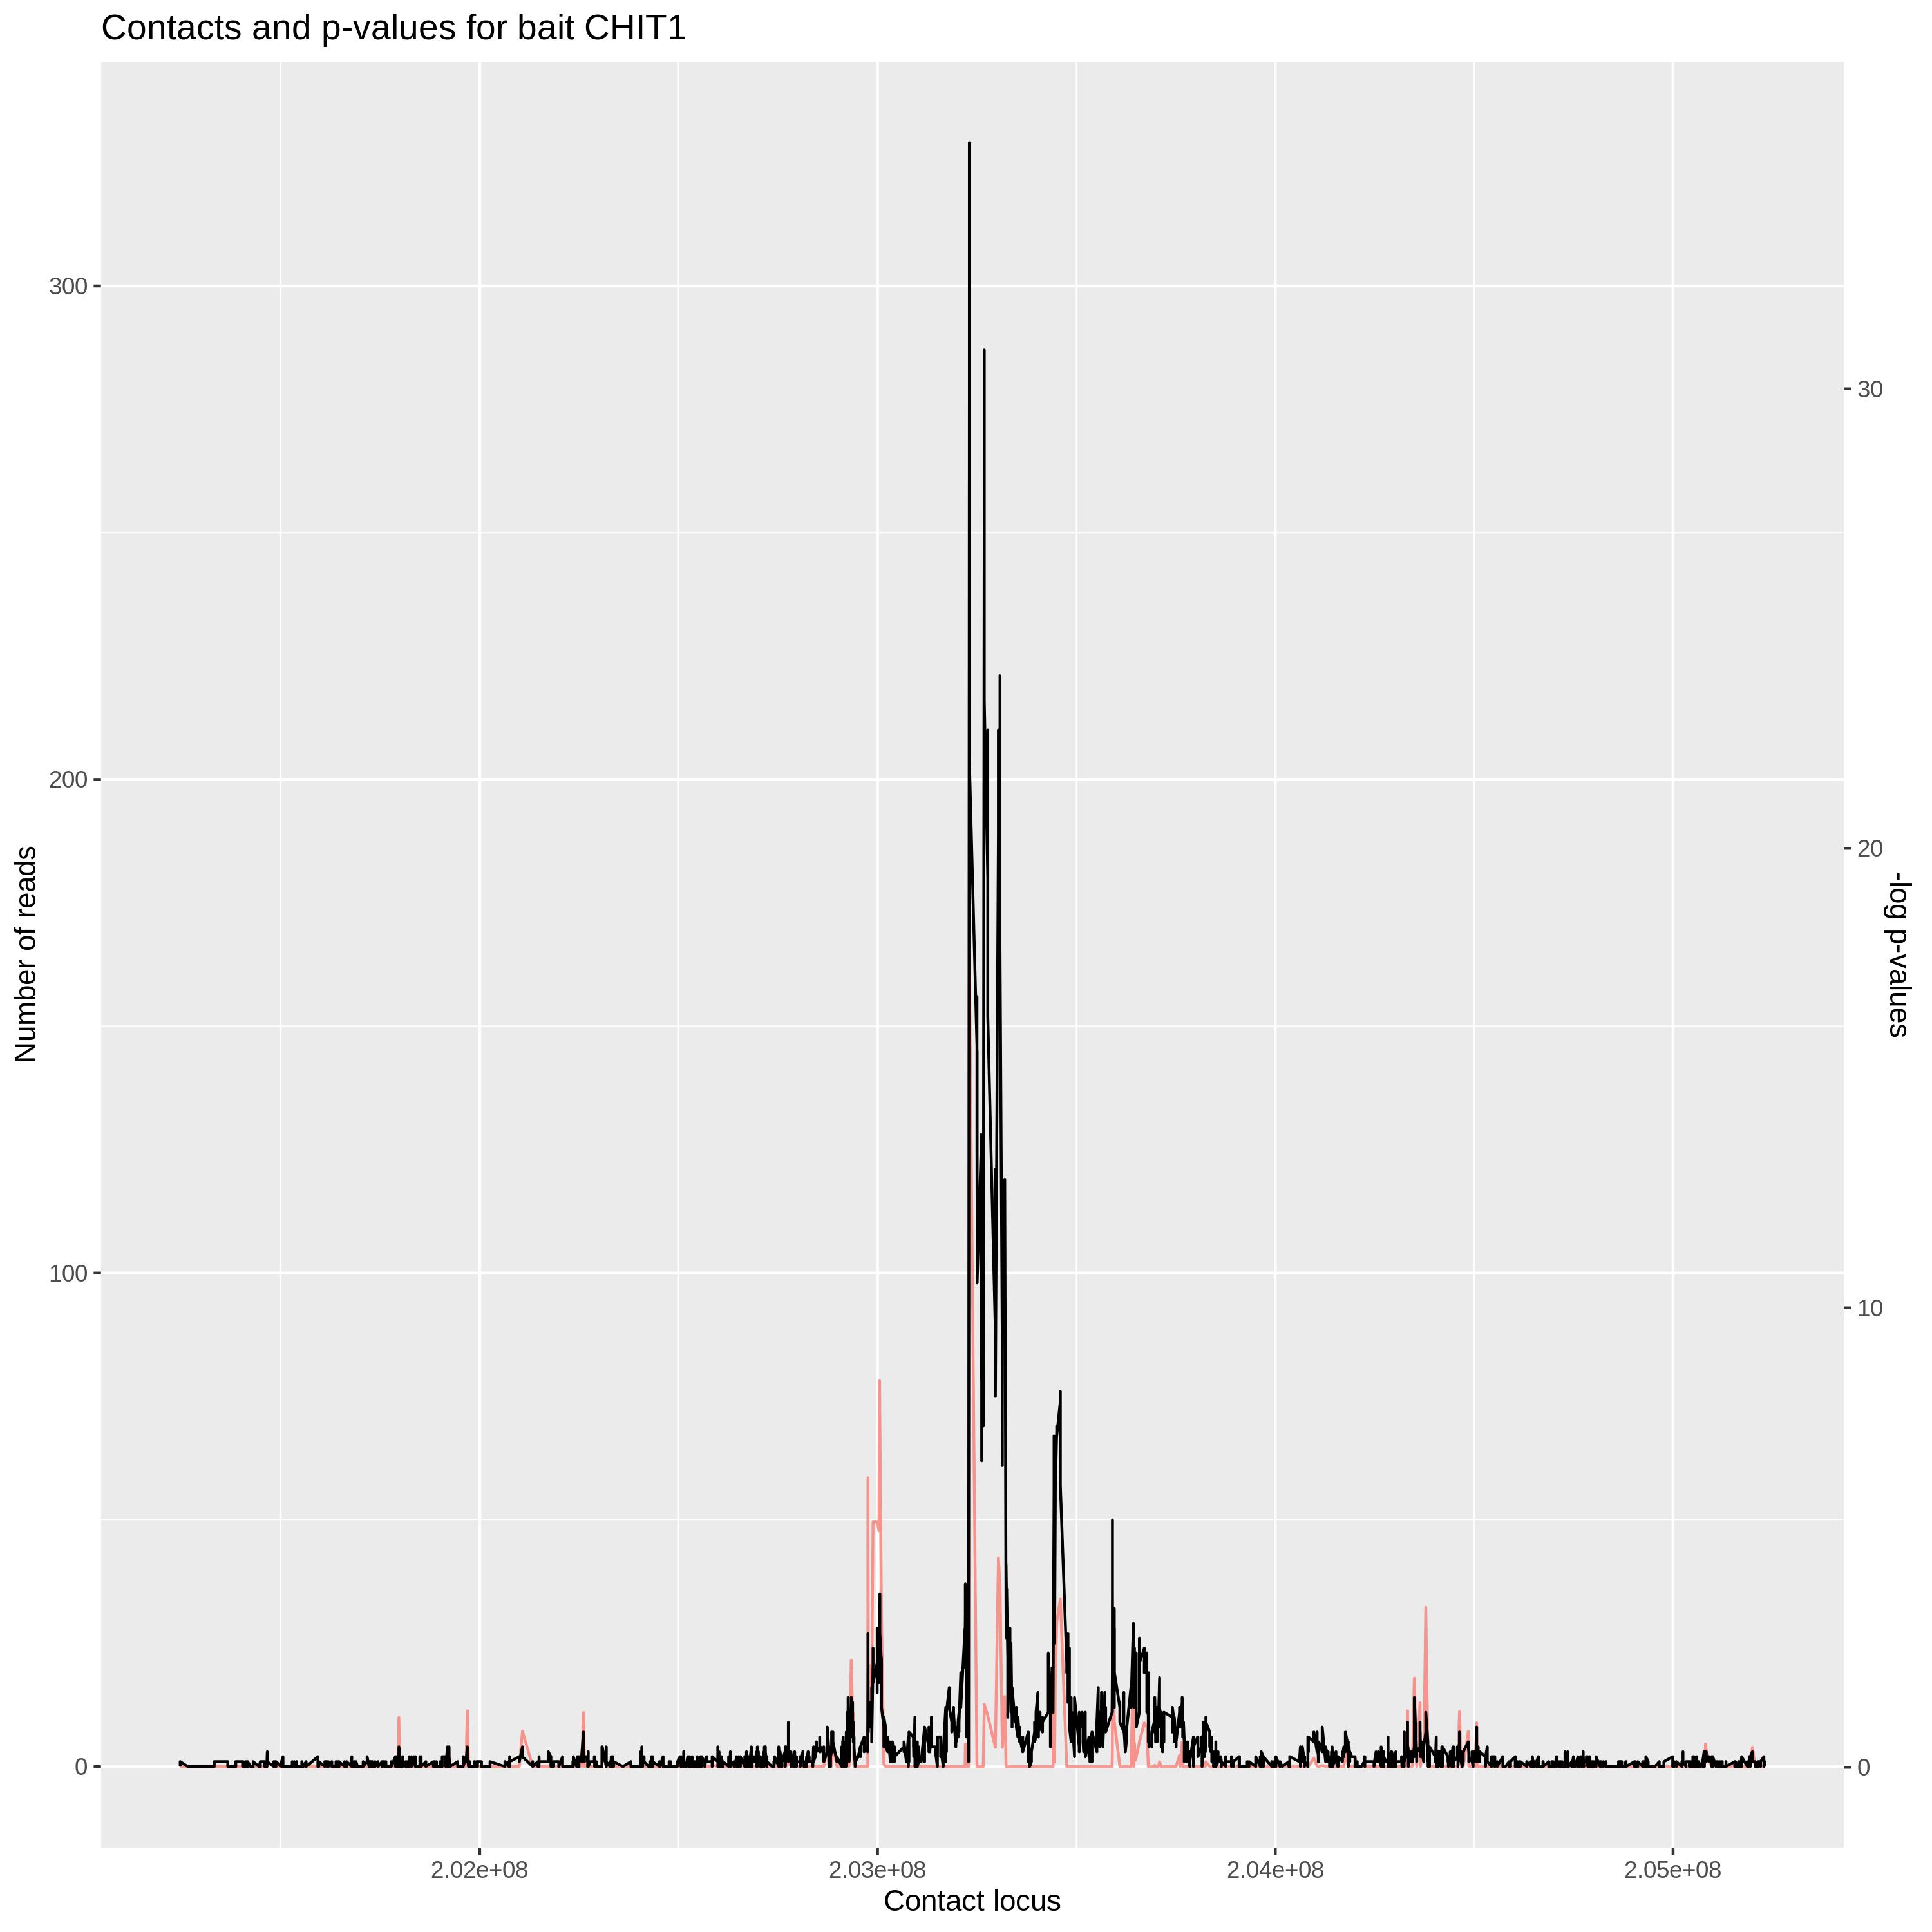 Contacts and p-values for bait CHIT1
300
200
100
0
Number of reads
30
20
10
0
-log p-values
2.02e+08
2.03e+08
2.04e+08
2.05e+08
Contact locus